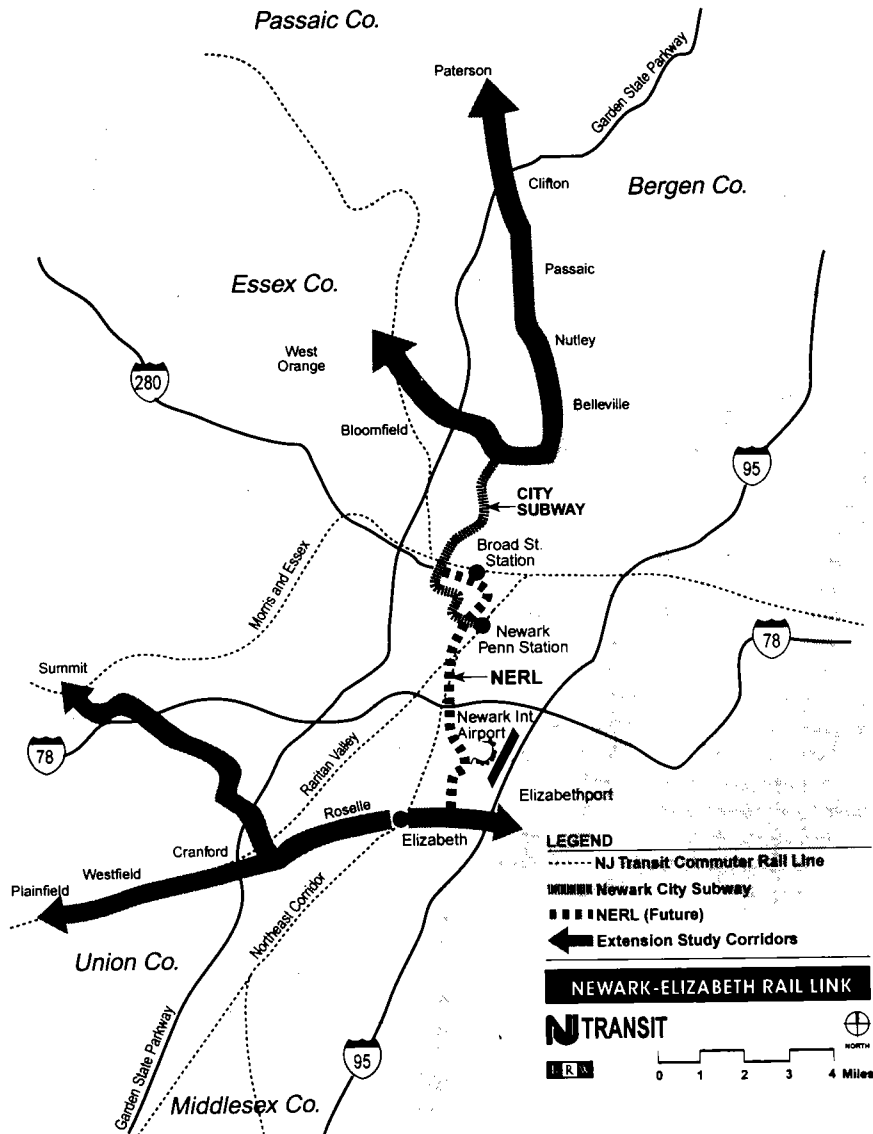 Passaic Co.
Paterson
Garden State Parkway
Clifton
Bergen Co.
Passaic
Essex Co.
Nutley
West
Orange
280
Belleville
Bloomfield
95
CITY
SUBWAY
Broad St.
Station
Morris and Essex
Newark
Penn Station
78
Summit
NERL
Newark Int.
Airport
78
Raritan Valley
Elizabethport
Roselle
Elizabeth
Cranford
Westfield
Plainfield
Northeast Corridor
Union Co.
Garden State Parkway
95
Middlesex Co.
LEGEND
NJ Transit Commuter Rail Line
Newark City Subway
NERL (Future)
Extension Study Corridors
NEWARK-ELIZABETH RAIL LINK
NJ TRANSIT
NORTH
0 1 2 3 4 Miles